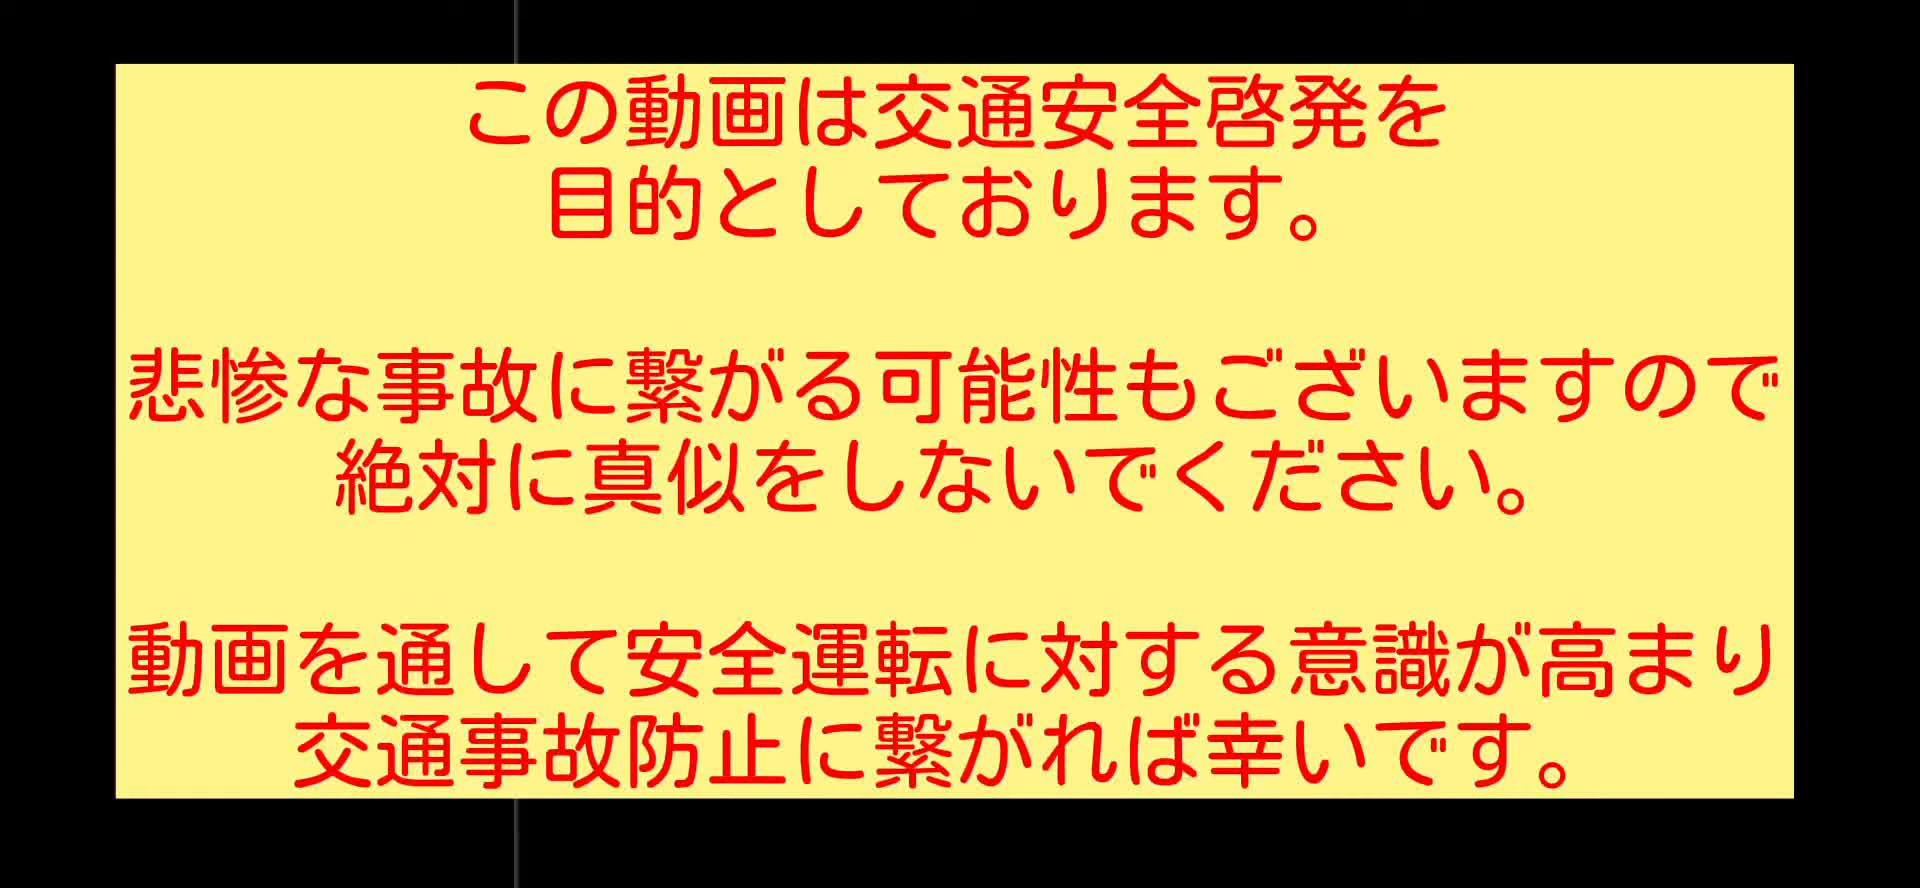 この動画は交通安全啓発を
目的としております。
悲惨な事故に繋がる可能性もございますので
絶対に真似をしないでください。
動画を通して安全運転に対する意識が高まり
交通事故防止に繋がれば幸いです。